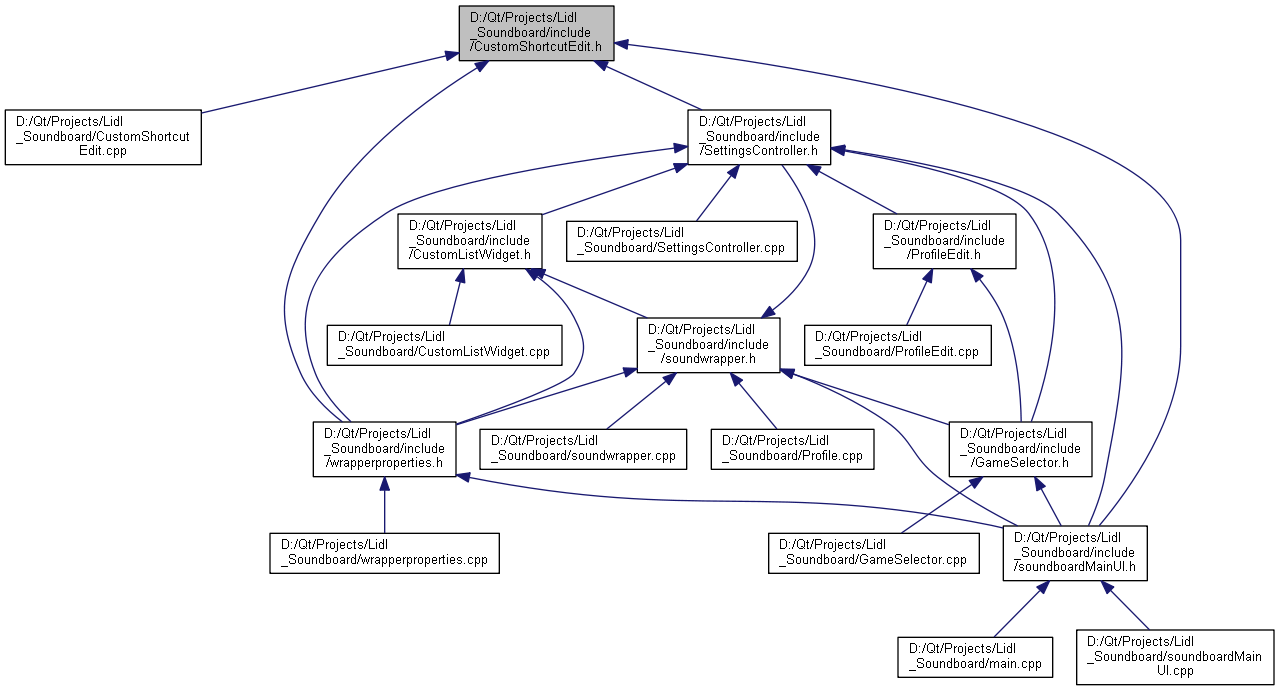 D:/Qt/Projects/Lidl
_Soundboard/include
/CustomShortcutEdit.h
D:/Qt/Projects/Lidl
_Soundboard/CustomShortcut
Edit.cpp
D:/Qt/Projects/Lidl
_Soundboard/include
/SettingsController.h
D:/Qt/Projects/Lidl
_Soundboard/include
/CustomListWidget.h
D:/Qt/Projects/Lidl
_Soundboard/SettingsController.cpp
D:/Qt/Projects/Lidl
_Soundboard/include
/ProfileEdit.h
D:/Qt/Projects/Lidl
_Soundboard/CustomListWidget.cpp
D:/Qt/Projects/Lidl
_Soundboard/include
/soundwrapper.h
D:/Qt/Projects/Lidl
_Soundboard/ProfileEdit.cpp
D:/Qt/Projects/Lidl
_Soundboard/include
/wrapperproperties.h
D:/Qt/Projects/Lidl
_Soundboard/soundwrapper.cpp
D:/Qt/Projects/Lidl
_Soundboard/Profile.cpp
D:/Qt/Projects/Lidl
_Soundboard/include
/GameSelector.h
D:/Qt/Projects/Lidl
_Soundboard/wrapperproperties.cpp
D:/Qt/Projects/Lidl
_Soundboard/GameSelector.cpp
D:/Qt/Projects/Lidl
_Soundboard/include
/soundboardMainUI.h
D:/Qt/Projects/Lidl
_Soundboard/main.cpp
D:/Qt/Projects/Lidl
_Soundboard/soundboardMain
UI.cpp